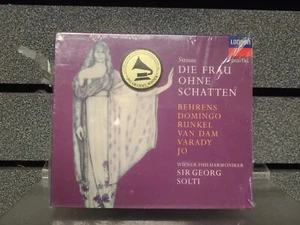 LONDON
Strauss
DIE FRAU
OHNE
SCHATTEN
BEHRENS
DOMINGO
RUNKEL
VAN DAM
VARADY
JO
WIENER PHILHARMONIKER
SIR GEORG
SOLTI